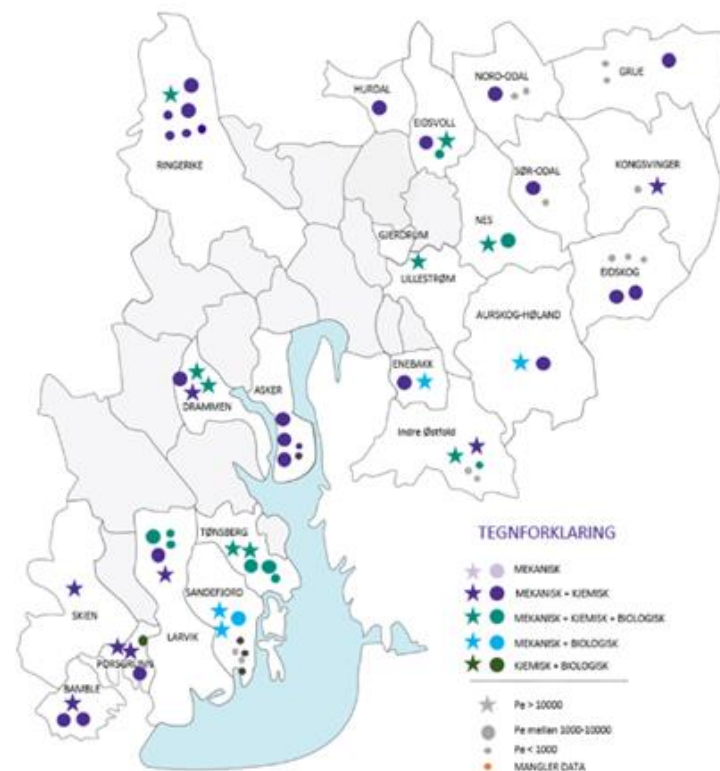 NORD-ODAL
GRUE
HURDAL
EIDSVOLL
SØR-ODAL
KONGSVINGER
RINGERIKE
NES
GJERDRUM
LILLESTRØM
EIDSKOG
AURSKOG-HØLAND
ENEBAKK
ASKER
DRAMMEN
Indre Østfold
TØNSBERG
TEGNFORKLARING
MEKANISK
SANDEFJORD
MEKANISK + KJEMISK
SKIEN
MEKANISK + KJEMISK + BIOLOGISK
LARVIK
MEKANISK + BIOLOGISK
KJEMISK + BIOLOGISK
BAMBLE
Pe > 10000
Pe mellan 1000-10000
Pe < 1000
MANGLER DATA